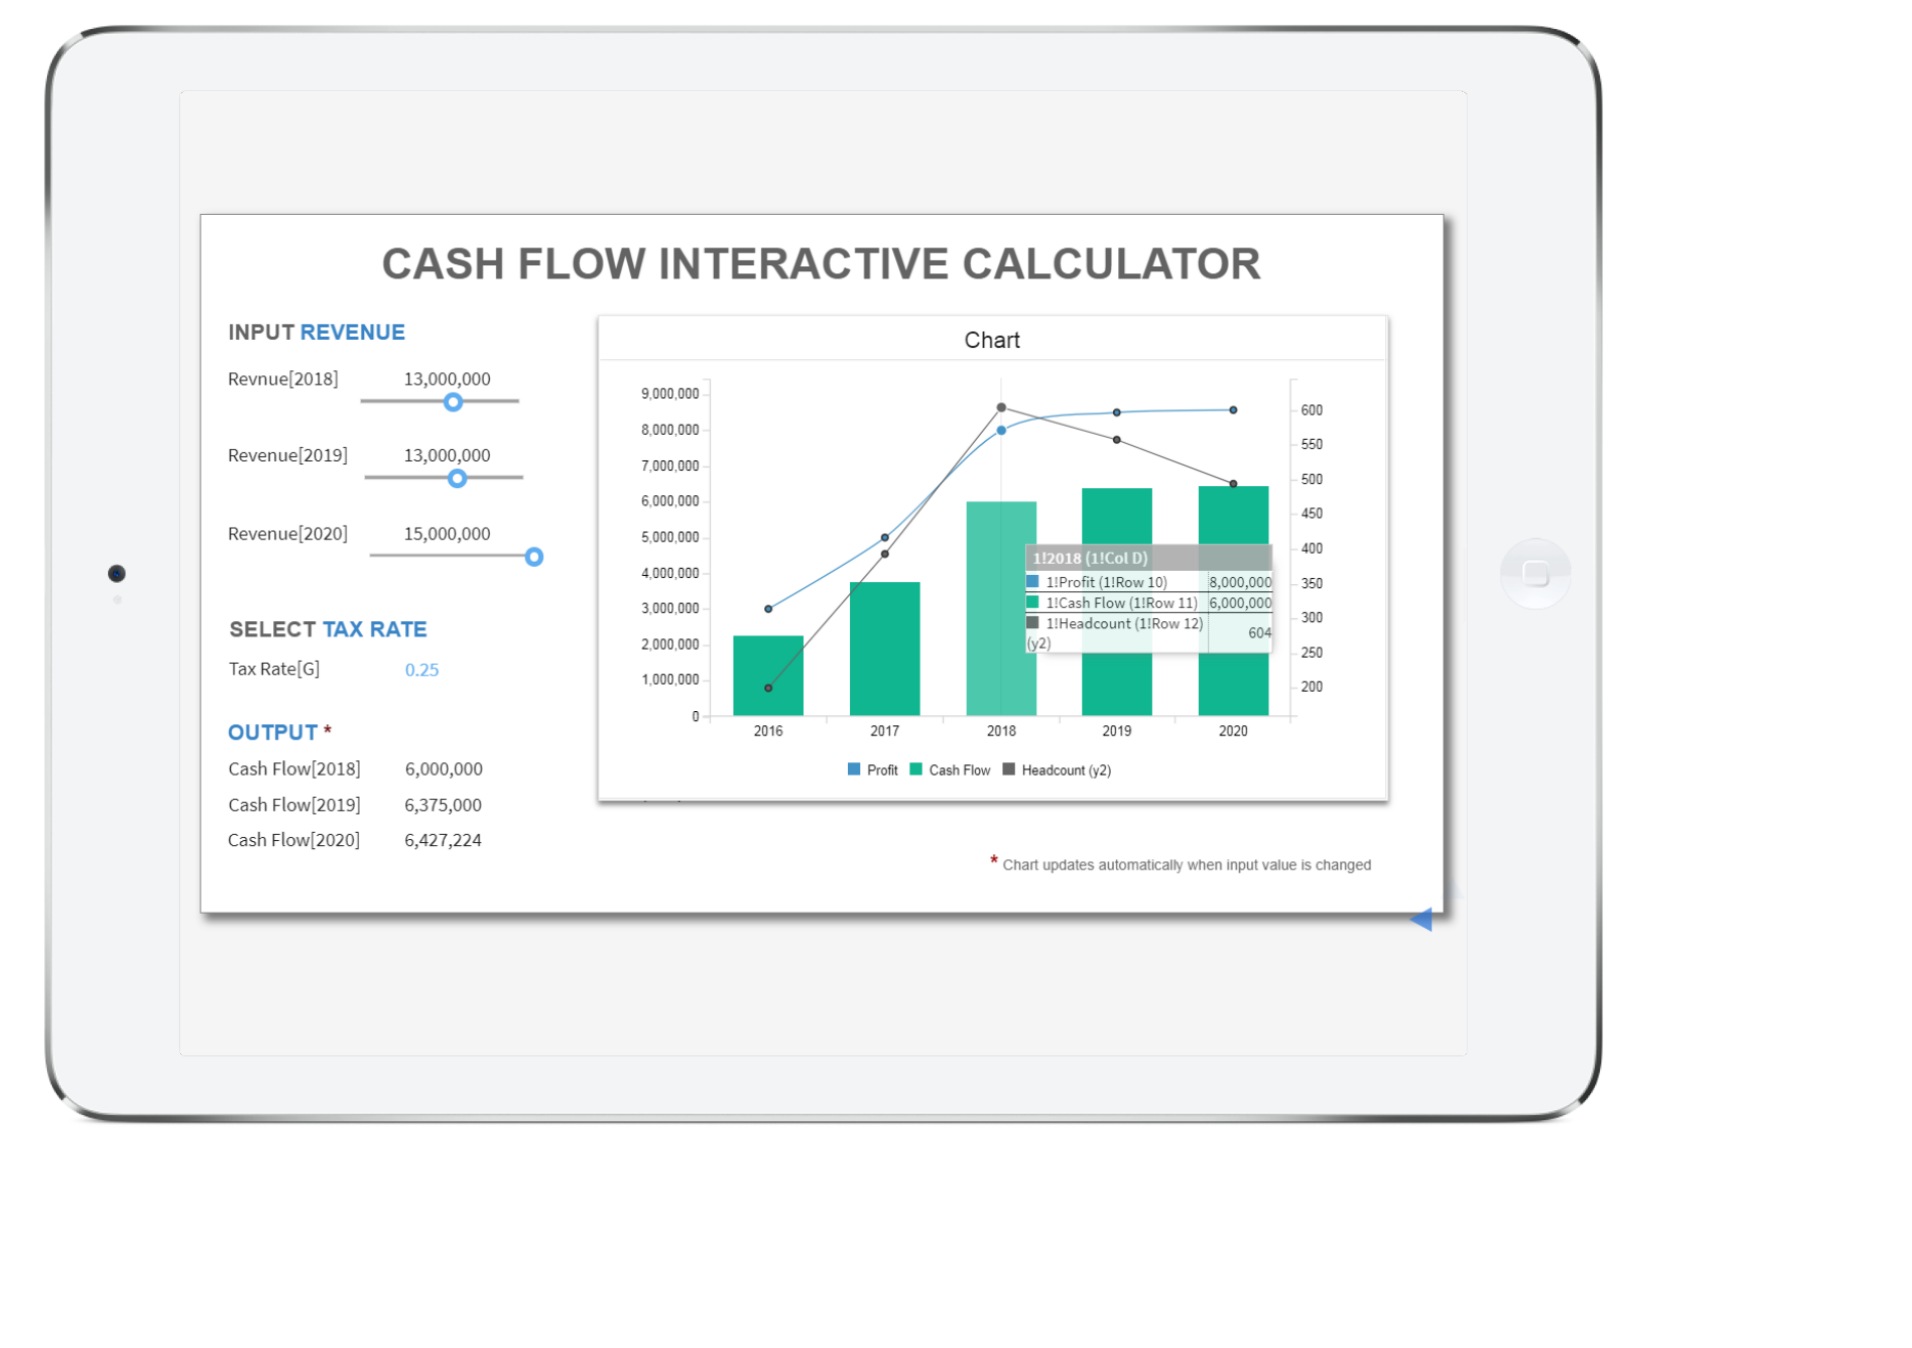 CASH FLOW INTERACTIVE CALCULATOR
INPUT REVENUE
Revnue[2018] 13,000,000
Revenue[2019] 13,000,000
Revenue[2020] 15,000,000
SELECT TAX RATE
Tax Rate[G] 0.25
OUTPUT *
Cash Flow[2018] 6,000,000
Cash Flow[2019] 6,375,000
Cash Flow[2020] 6,427,224
Chart
9,000,000
8,000,000
7,000,000
6,000,000
5,000,000
4,000,000
3,000,000
2,000,000
1,000,000
0
600
550
500
450
400
350
300
250
200
1!2018 (1!Col D)
1!Profit (1!Row 10) 8,000,000
1!Cash Flow (1!Row 11) 6,000,000
1!Headcount (1!Row 12)
(y2) 604
2016 2017 2018 2019 2020
Profit Cash Flow Headcount (y2)
* Chart updates automatically when input value is changed